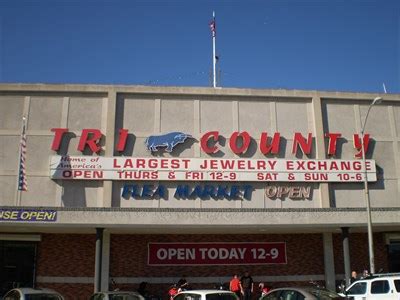 TRI COUNTY
Home of America's LARGEST JEWELRY EXCHANGE
OPEN THURS & FRI 12-9 SAT & SUN 10-6
FLEA MARKET OPEN
USE OPEN!
OPEN TODAY 12-9